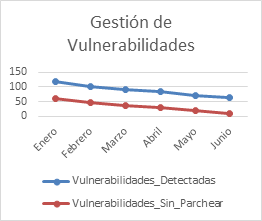 Gestión de
Vulnerabilidades
150
100
50
0
Enero
Febrero
Marzo
Abril
Mayo
Junio
Vulnerabilidades_Detectadas
Vulnerabilidades_Sin_Parchear